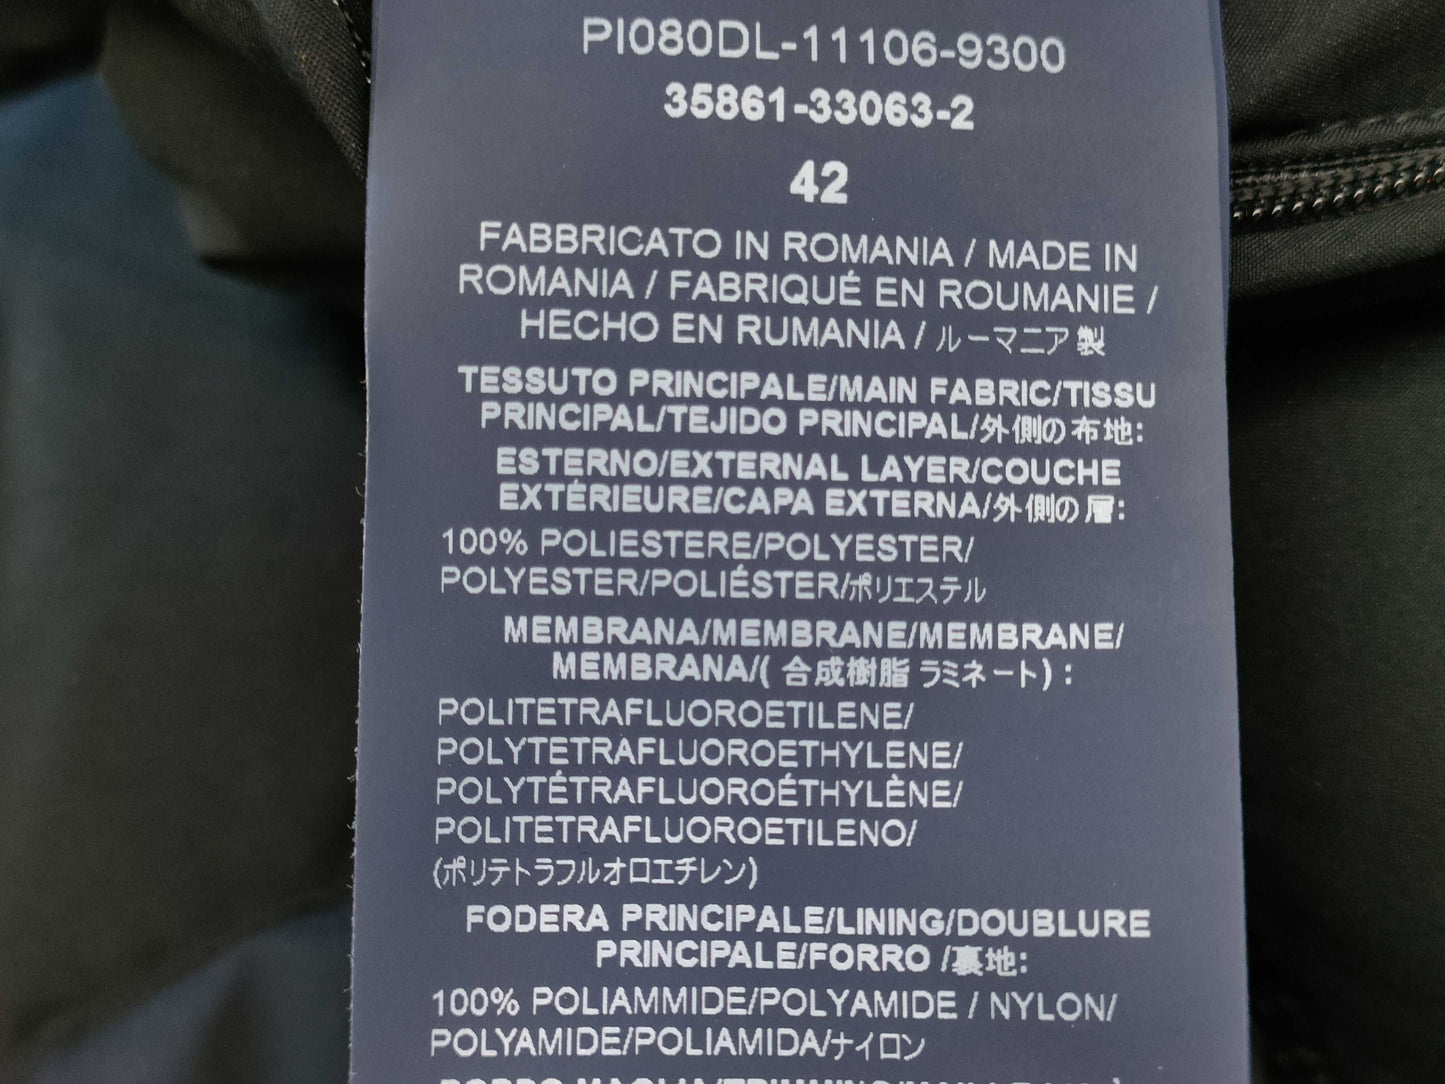 PI080DL-11106-9300
35861-33063-2
42
FABBRICATO IN ROMANIA / MADE IN
ROMANIA / FABRIQUÉ EN ROUMANIE /
HECHO EN RUMANIA / ルーマニア製
TESSUTO PRINCIPALE/MAIN FABRIC/TISSU
PRINCIPAL/TEJIDO PRINCIPAL/外側の布地:
ESTERNO/EXTERNAL LAYER/COUCHE
EXTÉRIEURE/CAPA EXTERNA/外側の層:
100% POLIESTERE/POLYESTER/
POLYESTER/POLIÉSTER/ポリエステル
MEMBRANA/MEMBRANE/MEMBRANE/
MEMBRANA/( 合成樹脂 ラミネート) :
POLITETRAFLUOROETILENE/
POLYTETRAFLUOROETHYLENE/
POLYTÉTRAFLUOROÉTHYLÈNE/
POLITETRAFLUOROETILENO/
(ポリテトラフルオロエチレン)
FODERA PRINCIPALE/LINING/DOUBLURE
PRINCIPALE/FORRO /裏地:
100% POLIAMMIDE/POLYAMIDE / NYLON/
POLYAMIDE/POLIAMIDA/ナイロン